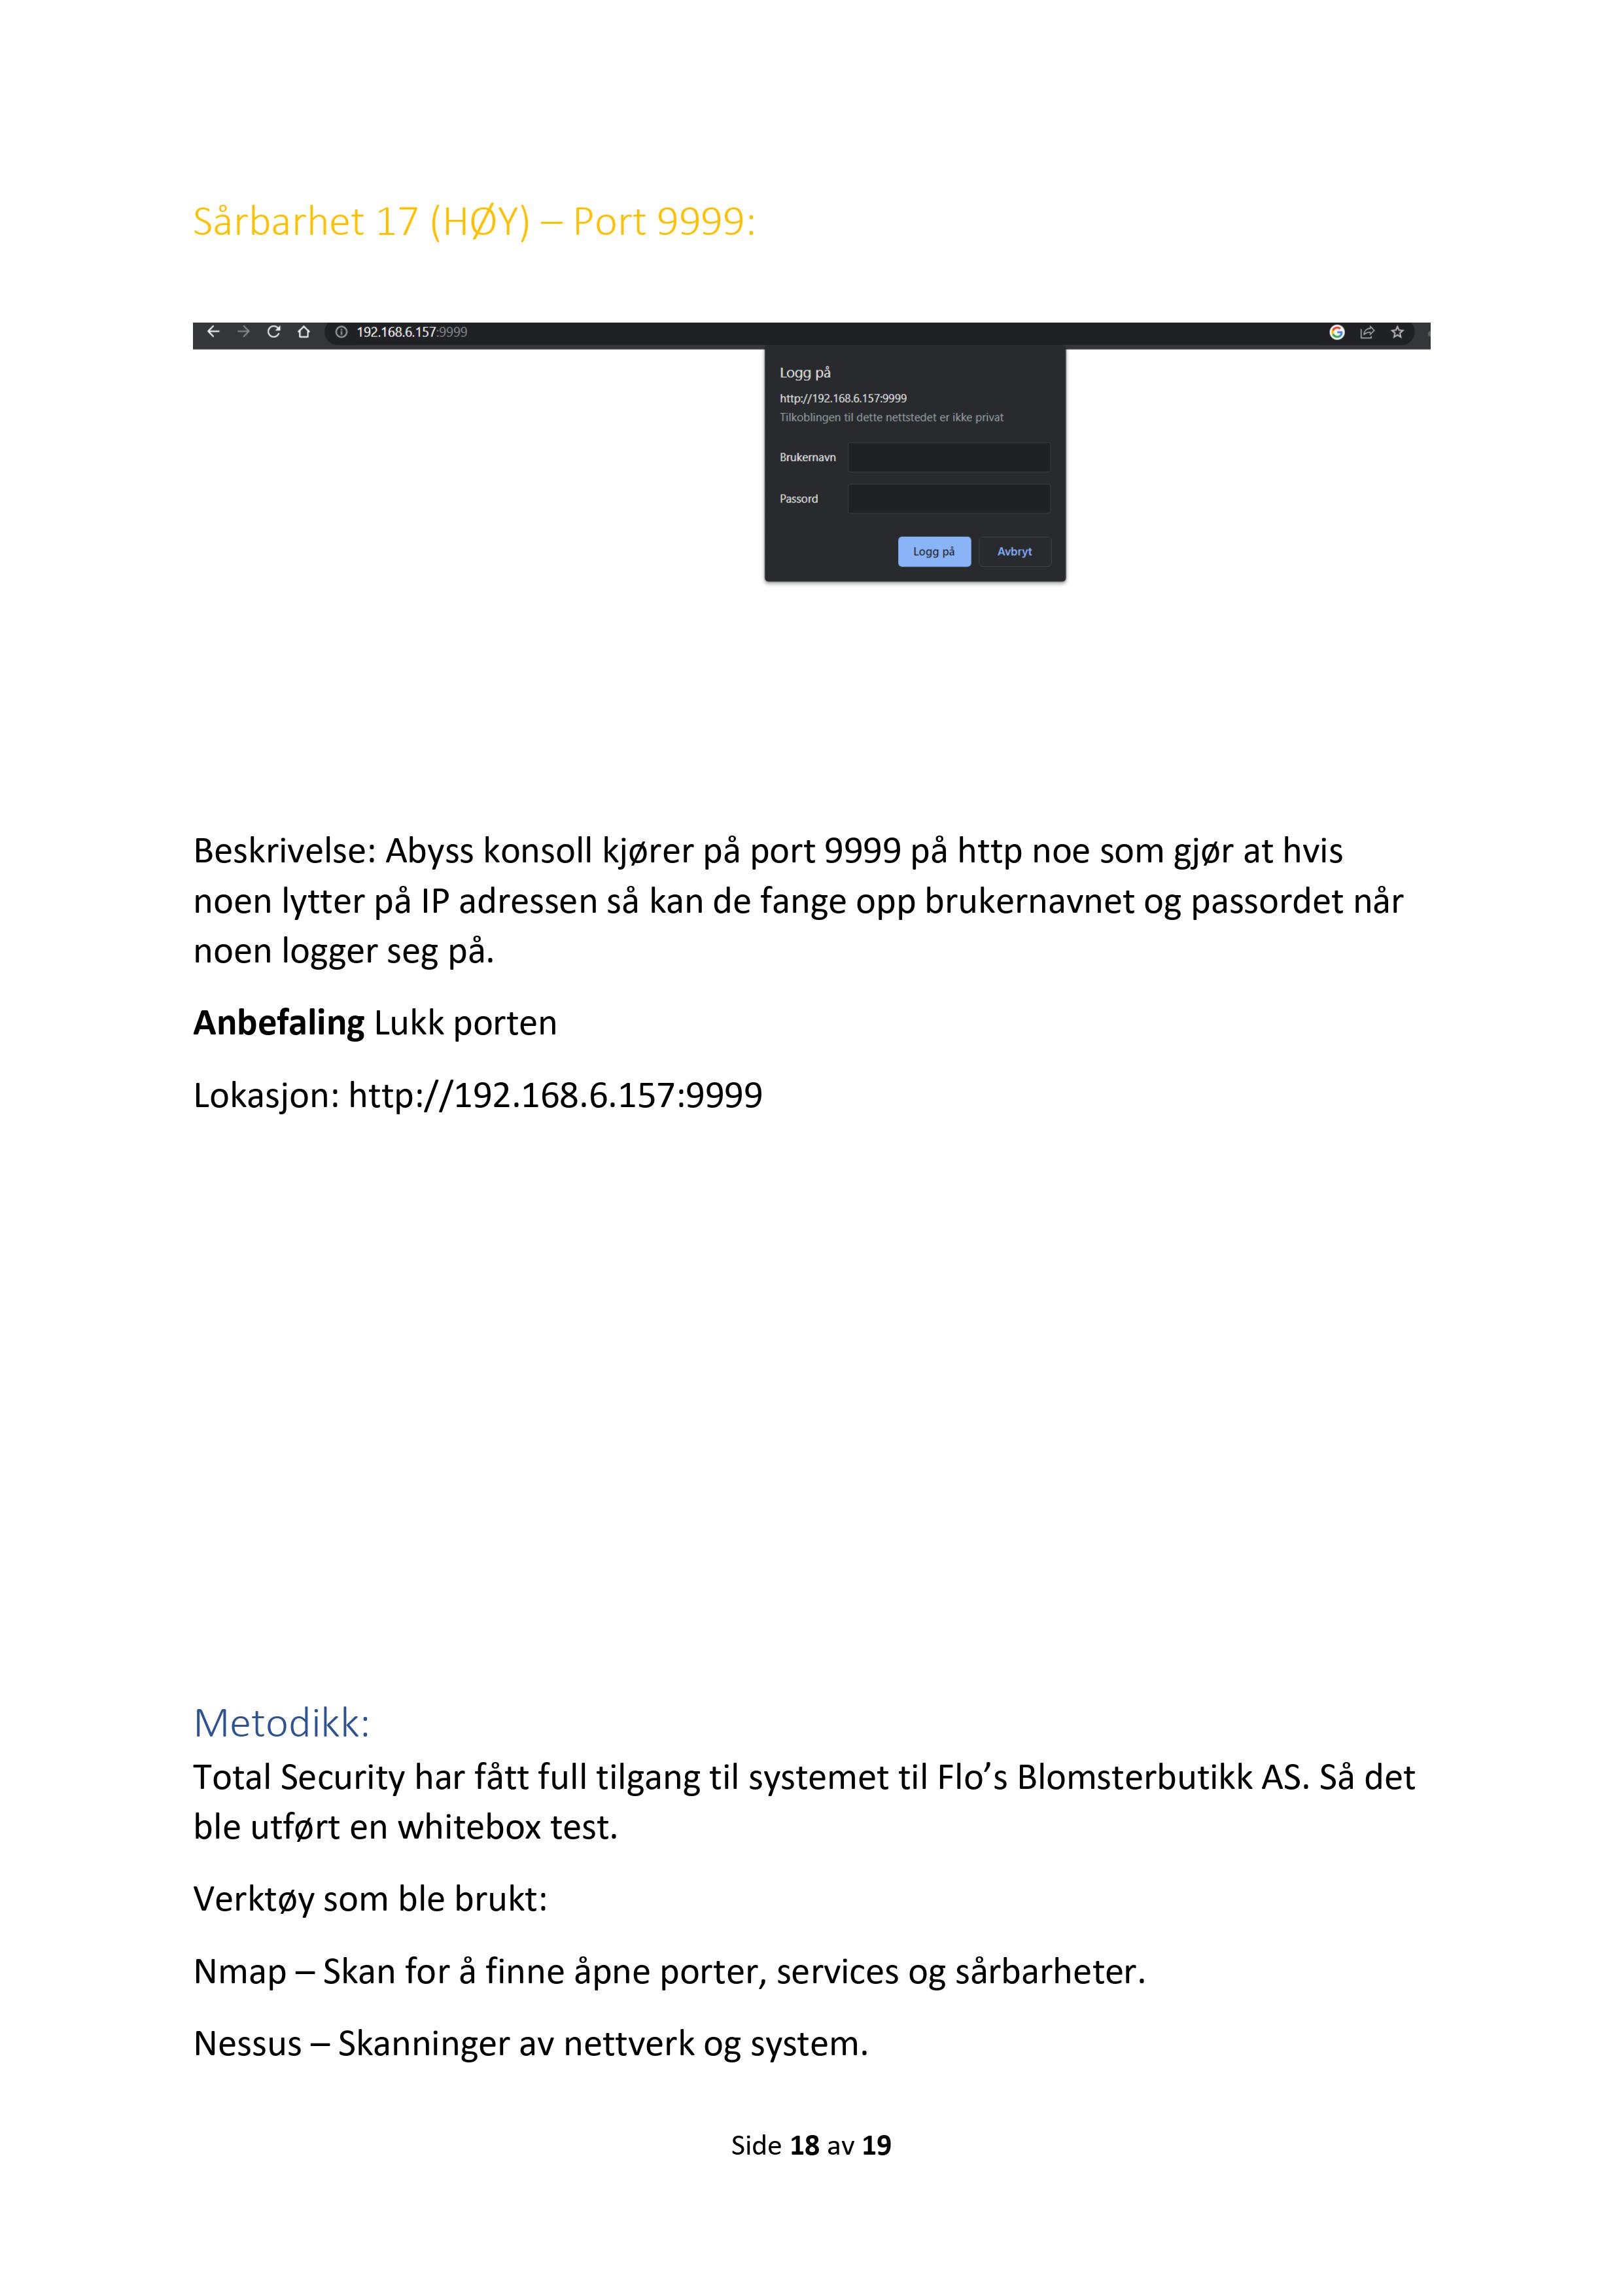 Sårbarhet 17 (HØY) – Port 9999:
192.168.6.157:9999
Logg på
http://192.168.6.157:9999
Tilkoblingen til dette nettstedet er ikke privat
Brukernavn
Passord
Logg på Avbryt
Beskrivelse: Abyss konsoll kjører på port 9999 på http noe som gjør at hvis
noen lytter på IP adressen så kan de fange opp brukernavnet og passordet når
noen logger seg på.
Anbefaling Lukk porten
Lokasjon: http://192.168.6.157:9999
Metodikk:
Total Security har fått full tilgang til systemet til Flo’s Blomsterbutikk AS. Så det
ble utført en whitebox test.
Verktøy som ble brukt:
Nmap – Skan for å finne åpne porter, services og sårbarheter.
Nessus – Skanninger av nettverk og system.
Side 18 av 19